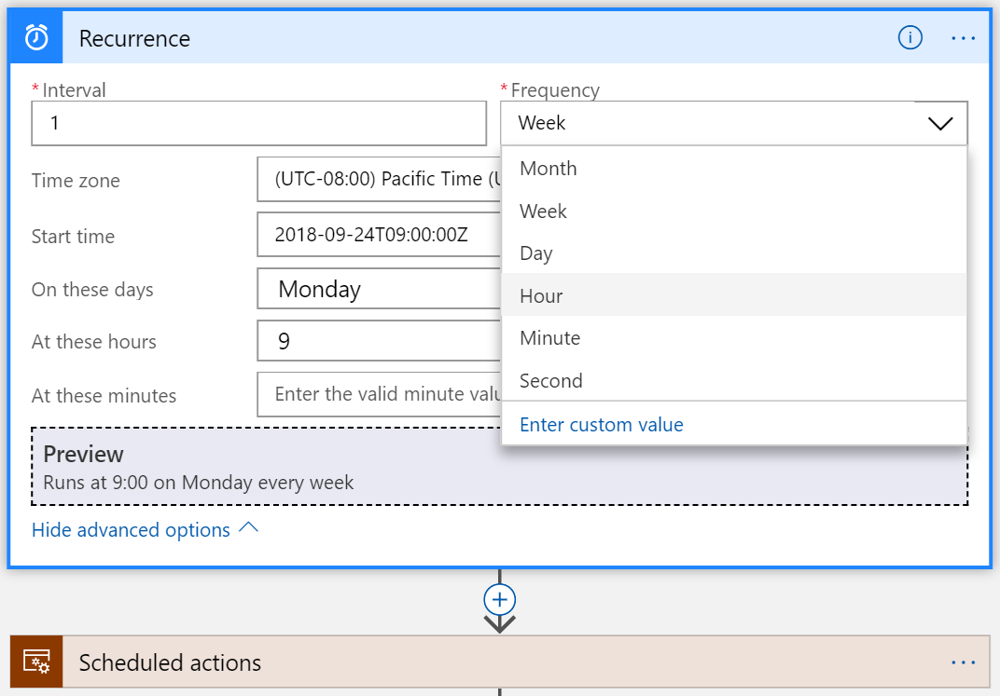 Recurrence
* Interval
* Frequency
1
Week
Month
Week
Day
Hour
Minute
Second
Enter custom value
Time zone
(UTC-08:00) Pacific Time (
Start time
2018-09-24T09:00:00Z
On these days
Monday
At these hours
9
At these minutes
Enter the valid minute
Preview
Runs at 9:00 on Monday every week
Hide advanced options
Scheduled actions